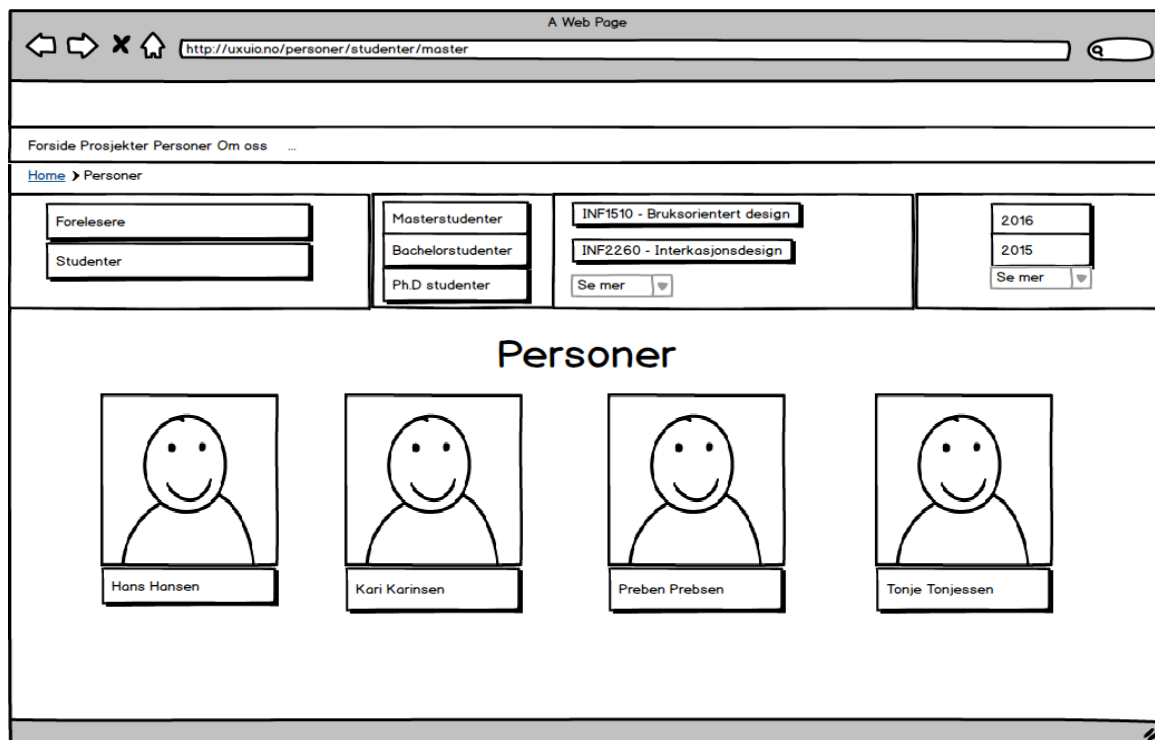 A Web Page
http://uxuio.no/personer/studenter/master
Forside Prosjekter Personer Om oss ...
Home > Personer
Forelesere
Studenter
Masterstudenter
Bachelorstudenter
Ph.D studenter
INF1510 - Bruksorientert design
INF2260 - Interkasjonsdesign
Se mer
2016
2015
Se mer
Personer
Hans Hansen
Kari Karinsen
Preben Prebsen
Tonje Tonjessen